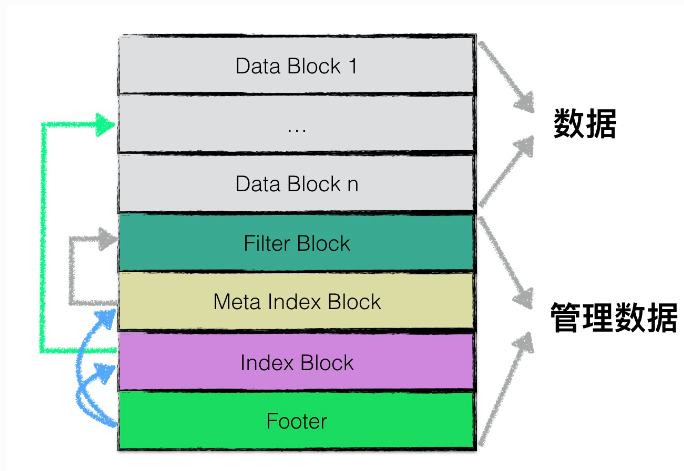 Data Block 1
...
数据
Data Block n
Filter Block
Meta Index Block
管理数据
Index Block
Footer